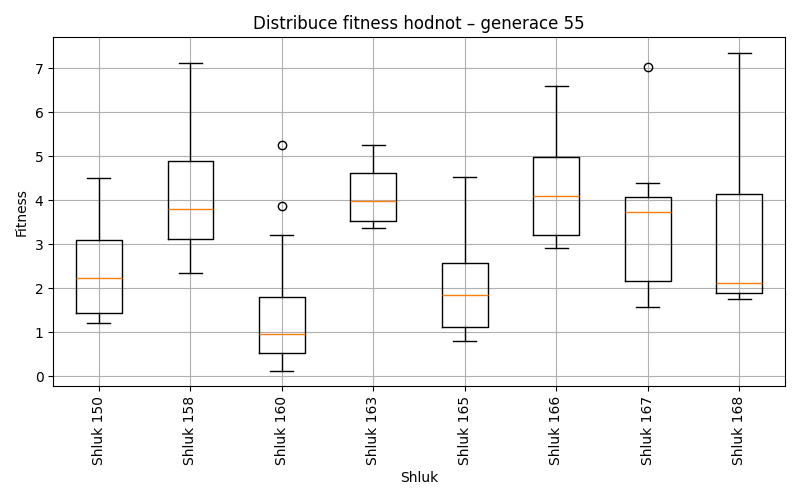 Distribuce fitness hodnot – generace 55
Fitness
7
6
5
4
3
2
1
0
Shluk 150
Shluk 158
Shluk 160
Shluk 163
Shluk 165
Shluk 166
Shluk 167
Shluk 168
Shluk